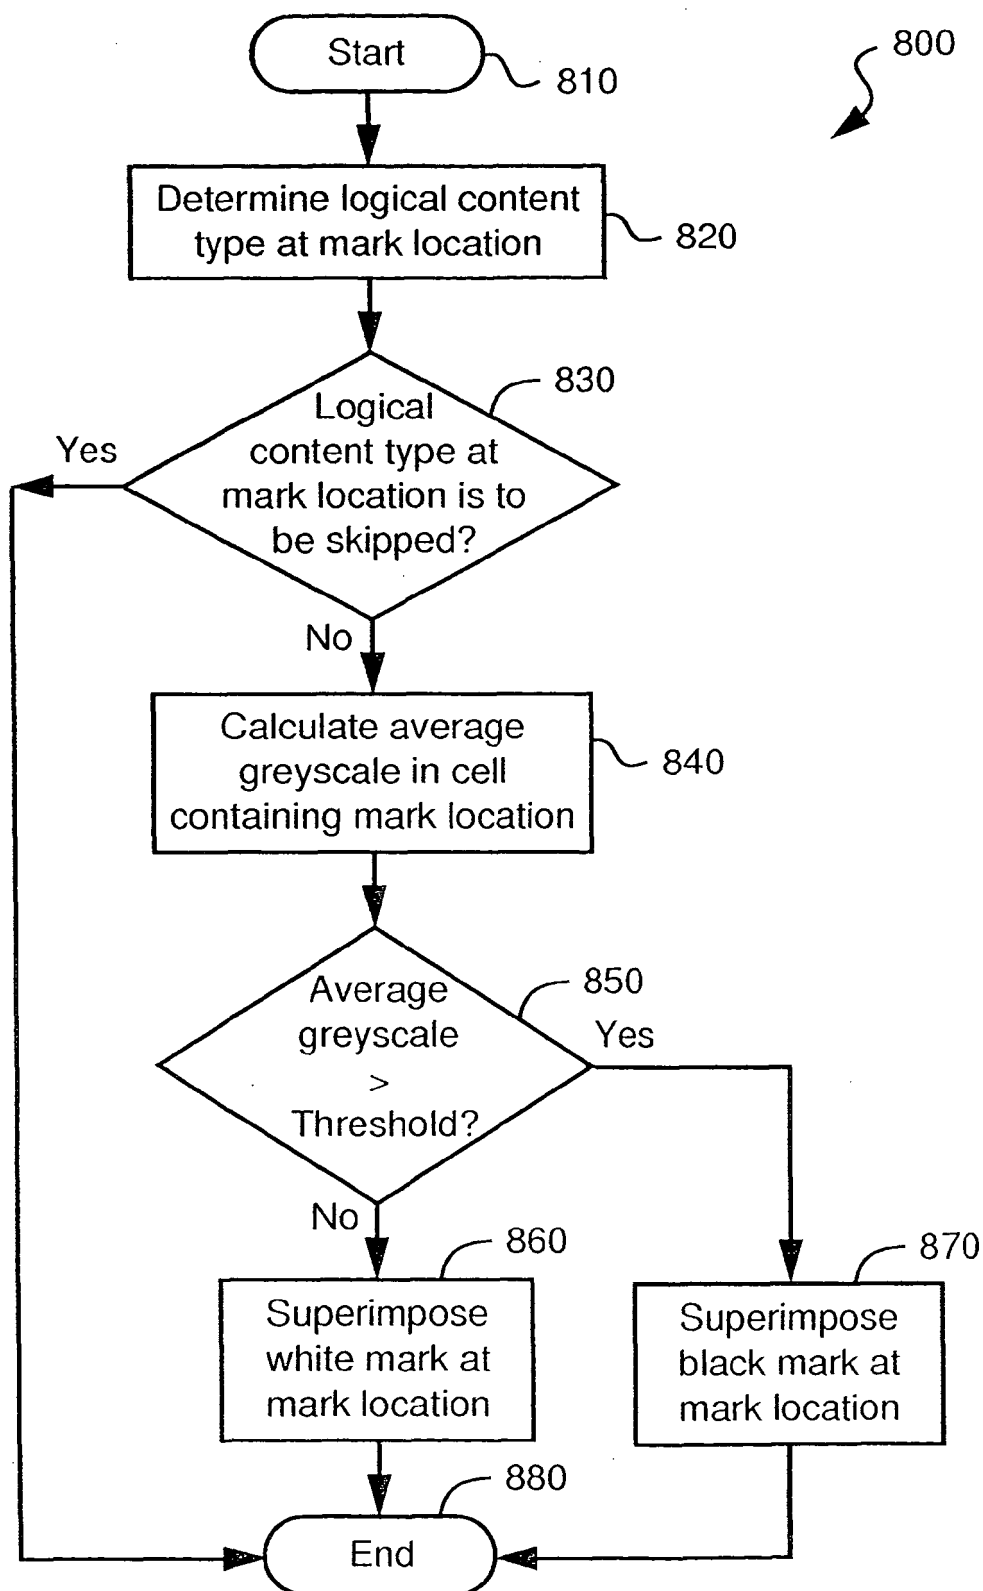 Start
810
800
Determine logical content
type at mark location
820
830
Logical
content type at
mark location is to
be skipped?
Yes
No
Calculate average
greyscale in cell
containing mark location
840
850
Average
greyscale
>
Threshold?
Yes
No
860
Superimpose
white mark at
mark location
870
Superimpose
black mark at
mark location
880
End